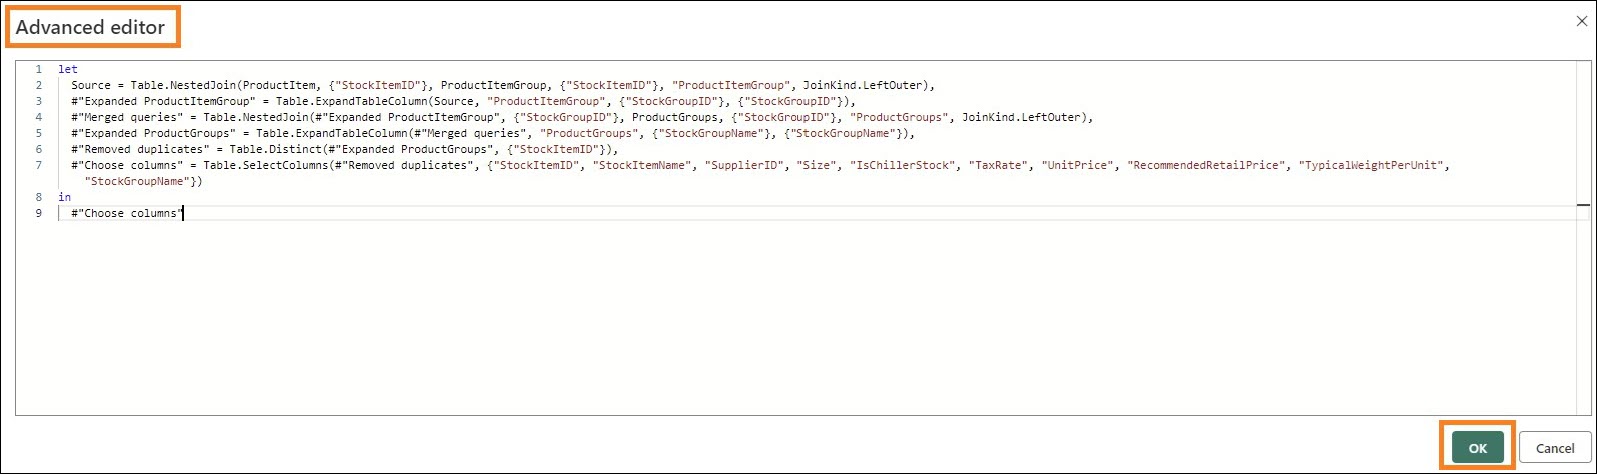 Advanced editor
1 let
2 Source = Table.NestedJoin(ProductItem, {"StockItemID"}, ProductItemGroup, {"StockItemID"}, "ProductItemGroup", JoinKind.LeftOuter),
3 #"Expanded ProductItemGroup" = Table.ExpandTableColumn(Source, "ProductItemGroup", {"StockGroupID"}, {"StockGroupID"}),
4 #"Merged queries" = Table.NestedJoin(#"Expanded ProductItemGroup", {"StockGroupID"}, ProductGroups, {"StockGroupID"}, "ProductGroups", JoinKind.LeftOuter),
5 #"Expanded ProductGroups" = Table.ExpandTableColumn(#"Merged queries", "ProductGroups", {"StockGroupName"}, {"StockGroupName"}),
6 #"Removed duplicates" = Table.Distinct(#"Expanded ProductGroups", {"StockItemID"}),
7 #"Choose columns" = Table.SelectColumns(#"Removed duplicates", {"StockItemID", "StockItemName", "SupplierID", "Size", "IsChillerStock", "TaxRate", "UnitPrice", "RecommendedRetailPrice", "TypicalWeightPerUnit",
"StockGroupName"})
8 in
9 #"Choose columns"
OK
Cancel